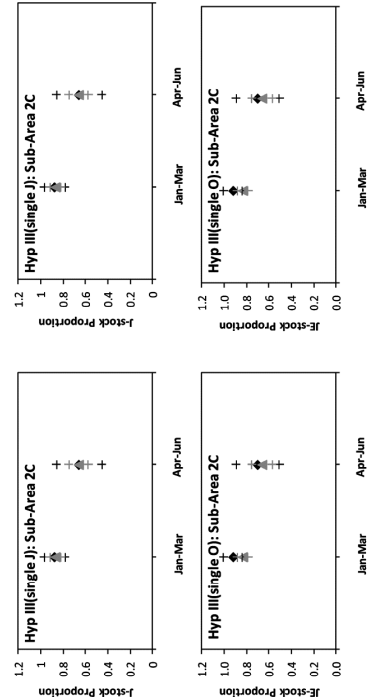 Hyp III(single J): Sub-Area 2C
J-stock Proportion
1.2
1
0.8
0.6
0.4
0.2
0
Jan-Mar
Apr-Jun
Hyp III(single J): Sub-Area 2C
J-stock Proportion
1.2
1
0.8
0.6
0.4
0.2
0
Jan-Mar
Apr-Jun
Hyp III(single O): Sub-Area 2C
JE-stock Proportion
1.2
1.0
0.8
0.6
0.4
0.2
0.0
Jan-Mar
Apr-Jun
Hyp III(single O): Sub-Area 2C
JE-stock Proportion
1.2
1.0
0.8
0.6
0.4
0.2
0.0
Jan-Mar
Apr-Jun